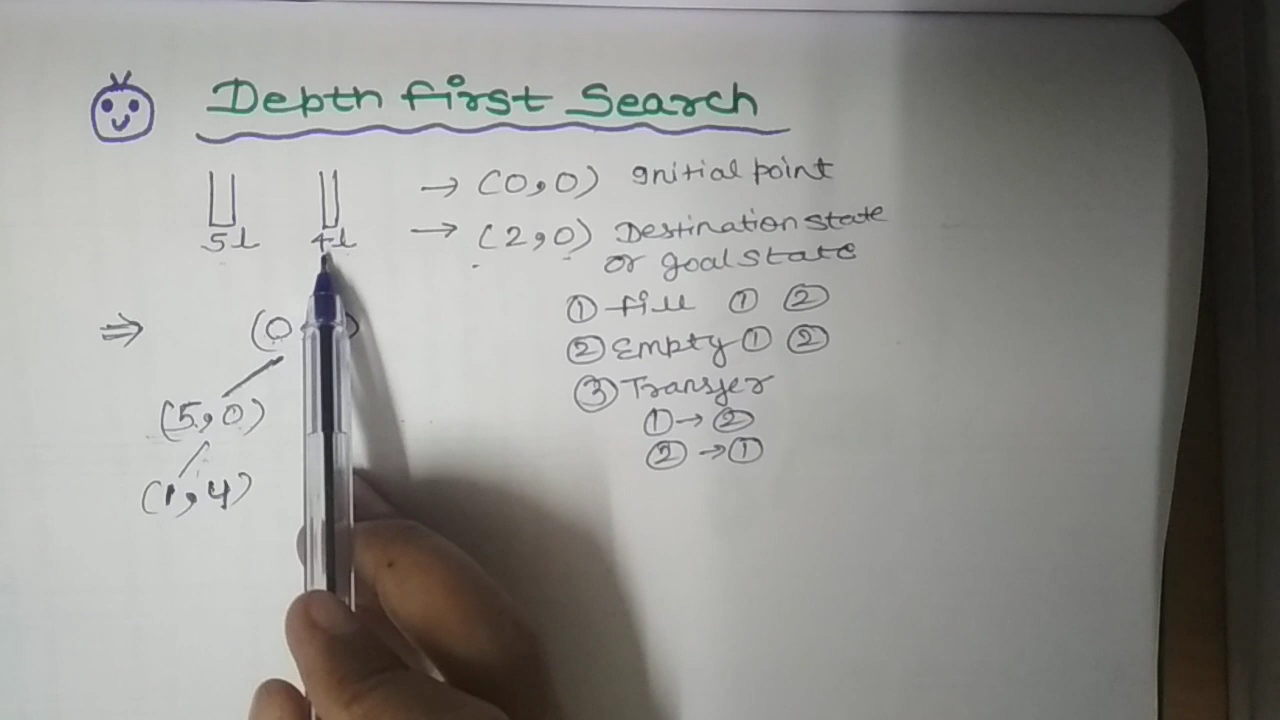 Depth first Search
5l 4l → (0,0) Initial point
→ (2,0) Destination state
or goal state
① fill ① ②
⇒ (0
② Empty ① ②
③ Transfer
(5,0)
① → ②
② → ①
(1,4)